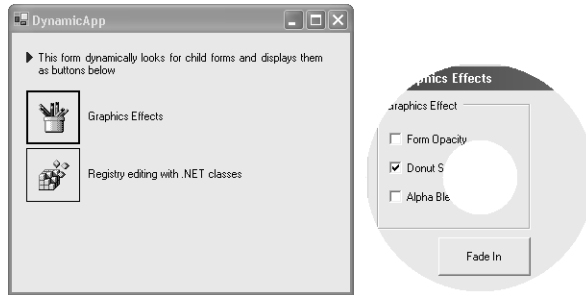 DynamicApp
This form dynamically looks for child forms and displays them
as buttons below
Graphics Effects
Registry editing with .NET classes
phics Effects
Graphics Effect
Form Opacity
Donut S
Alpha Ble
Fade In